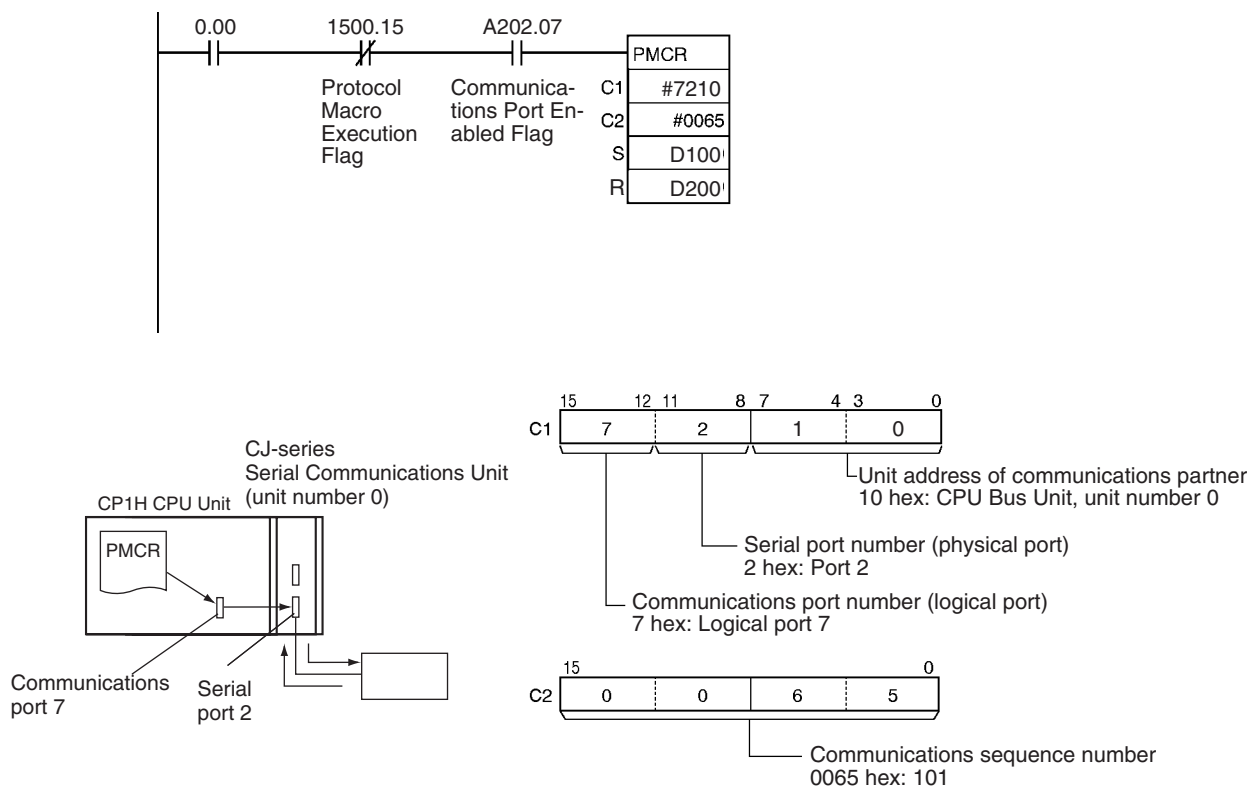 0.00
1500.15
A202.07
Protocol
Macro
Execution
Flag
Communica-
tions Port En-
abled Flag
PMCR
C1 #7210
C2 #0065
S D100
R D200
CJ-series
Serial Communications Unit
(unit number 0)
CP1H CPU Unit
PMCR
Communications
port 7
Serial
port 2
15 12 11 8 7 4 3 0
C1 7 2 1 0
Unit address of communications partner
10 hex: CPU Bus Unit, unit number 0
Serial port number (physical port)
2 hex: Port 2
Communications port number (logical port)
7 hex: Logical port 7
15 0
C2 0 0 6 5
Communications sequence number
0065 hex: 101